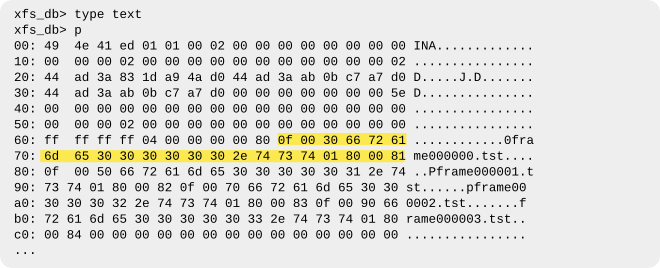 xfs_db> type text
xfs_db> p
00: 49 4e 41 ed 01 01 00 02 00 00 00 00 00 00 00 00 INA.............
10: 00 00 00 02 00 00 00 00 00 00 00 00 00 00 00 02 ................
20: 44 ad 3a 83 1d a9 4a d0 44 ad 3a ab 0b c7 a7 d0 D.....J.D.......
30: 44 ad 3a ab 0b c7 a7 d0 00 00 00 00 00 00 00 5e D...............
40: 00 00 00 00 00 00 00 00 00 00 00 00 00 00 00 00 ................
50: 00 00 00 02 00 00 00 00 00 00 00 00 00 00 00 00 ................
60: ff ff ff ff 04 00 00 00 00 80 0f 00 30 66 72 61 ............0fra
70: 6d 65 30 30 30 30 30 30 2e 74 73 74 01 80 00 81 me000000.tst....
80: 0f 00 50 66 72 61 6d 65 30 30 30 30 30 31 2e 74 ..Pframe000001.t
90: 73 74 01 80 00 82 0f 00 70 66 72 61 6d 65 30 30 st......pframe00
a0: 30 30 30 32 2e 74 73 74 01 80 00 83 0f 00 90 66 0002.tst.......f
b0: 72 61 6d 65 30 30 30 30 30 33 2e 74 73 74 01 80 rame000003.tst..
c0: 00 84 00 00 00 00 00 00 00 00 00 00 00 00 00 00 ................
...